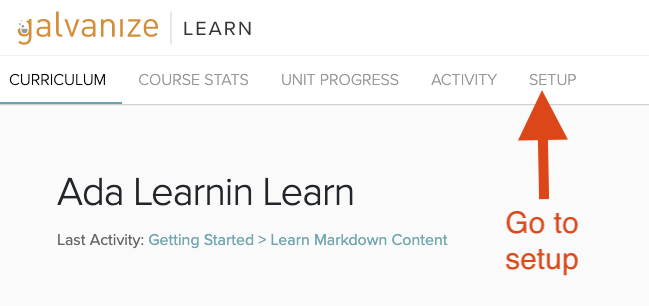 galvanize | LEARN
CURRICULUM COURSE STATS UNIT PROGRESS ACTIVITY SETUP
Ada Learnin Learn
Last Activity: Getting Started > Learn Markdown Content
Go to
setup